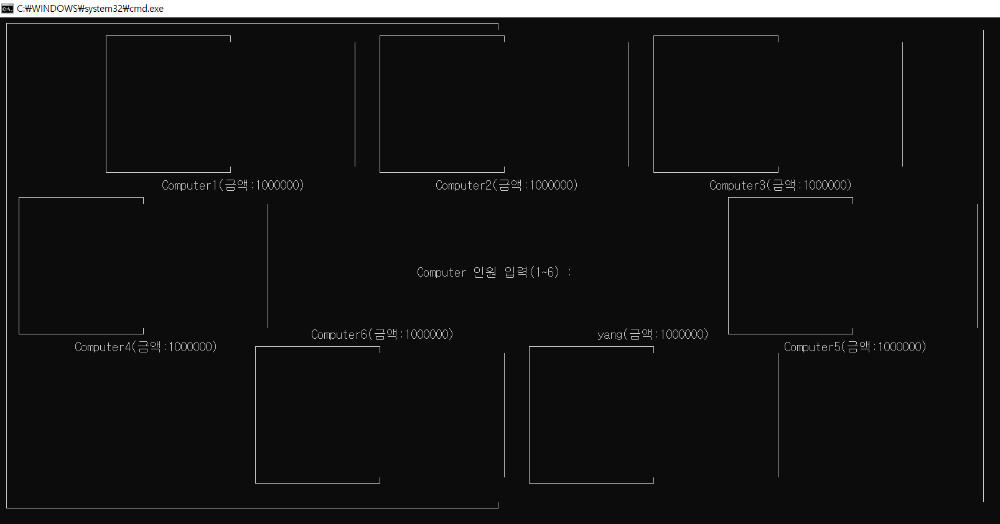 C:₩WINDOWS₩system32₩cmd.exe
Computer1(금액:1000000)
Computer2(금액:1000000)
Computer3(금액:1000000)
Computer 인원 입력(1~6) :
Computer6(금액:1000000)
yang(금액:1000000)
Computer4(금액:1000000)
Computer5(금액:1000000)